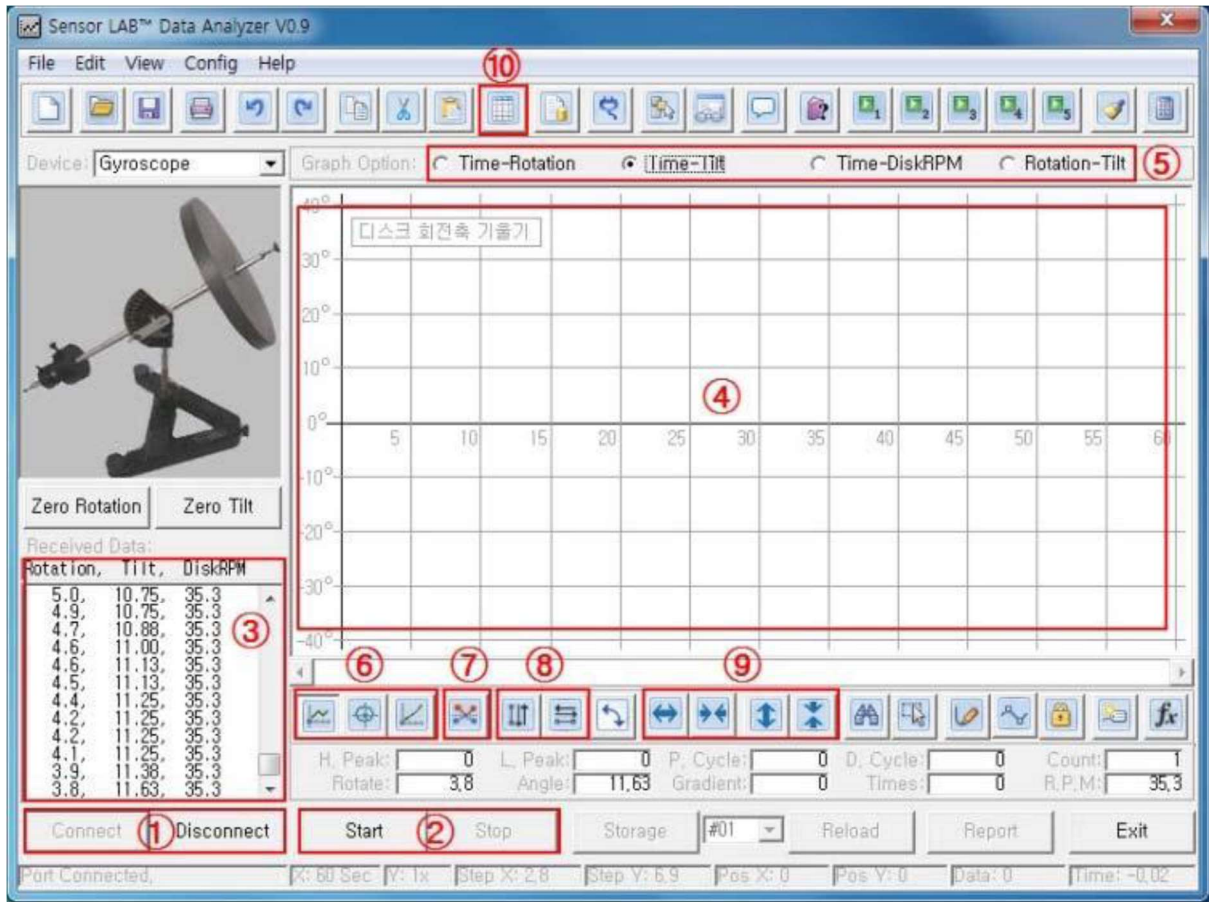 Sensor LAB™ Data Analyzer V0.9
File Edit View Config Help
⑩
1 2 3 4 5
Device: Gyroscope
Graph Option: Time-Rotation Time-Tilt Time-DiskRPM Rotation-Tilt ⑤
40°
디스크 회전축 기울기
30°
20°
10°
④
0°
5 10 15 20 25 30 35 40 45 50 55 60
-10°
-20°
-30°
-40°
Zero Rotation Zero Tilt
Received Data:
Rotation, Tilt, DiskRPM
5.0, 10.75, 35.3
4.9, 10.75, 35.3
4.7, 10.88, 35.3
③
4.6, 11.00, 35.3
4.6, 11.13, 35.3
4.5, 11.13, 35.3
4.4, 11.25, 35.3
4.2, 11.25, 35.3
4.2, 11.25, 35.3
4.1, 11.25, 35.3
3.9, 11.38, 35.3
3.8, 11.63, 35.3
⑥ ⑦ ⑧ ⑨
fx
H. Peak: 0 L. Peak: 0 P. Cycle: 0 D. Cycle: 0 Count: 1
Rotate: 3.8 Angle: 11.63 Gradient: 0 Times: 0 R.P.M: 35.3
Connect ① Disconnect Start ② Stop Storage #01 Reload Report Exit
Port Connected. X: 60 Sec Y: 1x Step X: 2.8 Step Y: 6.9 Pos X: 0 Pos Y: 0 Data: 0 Time: -0.02